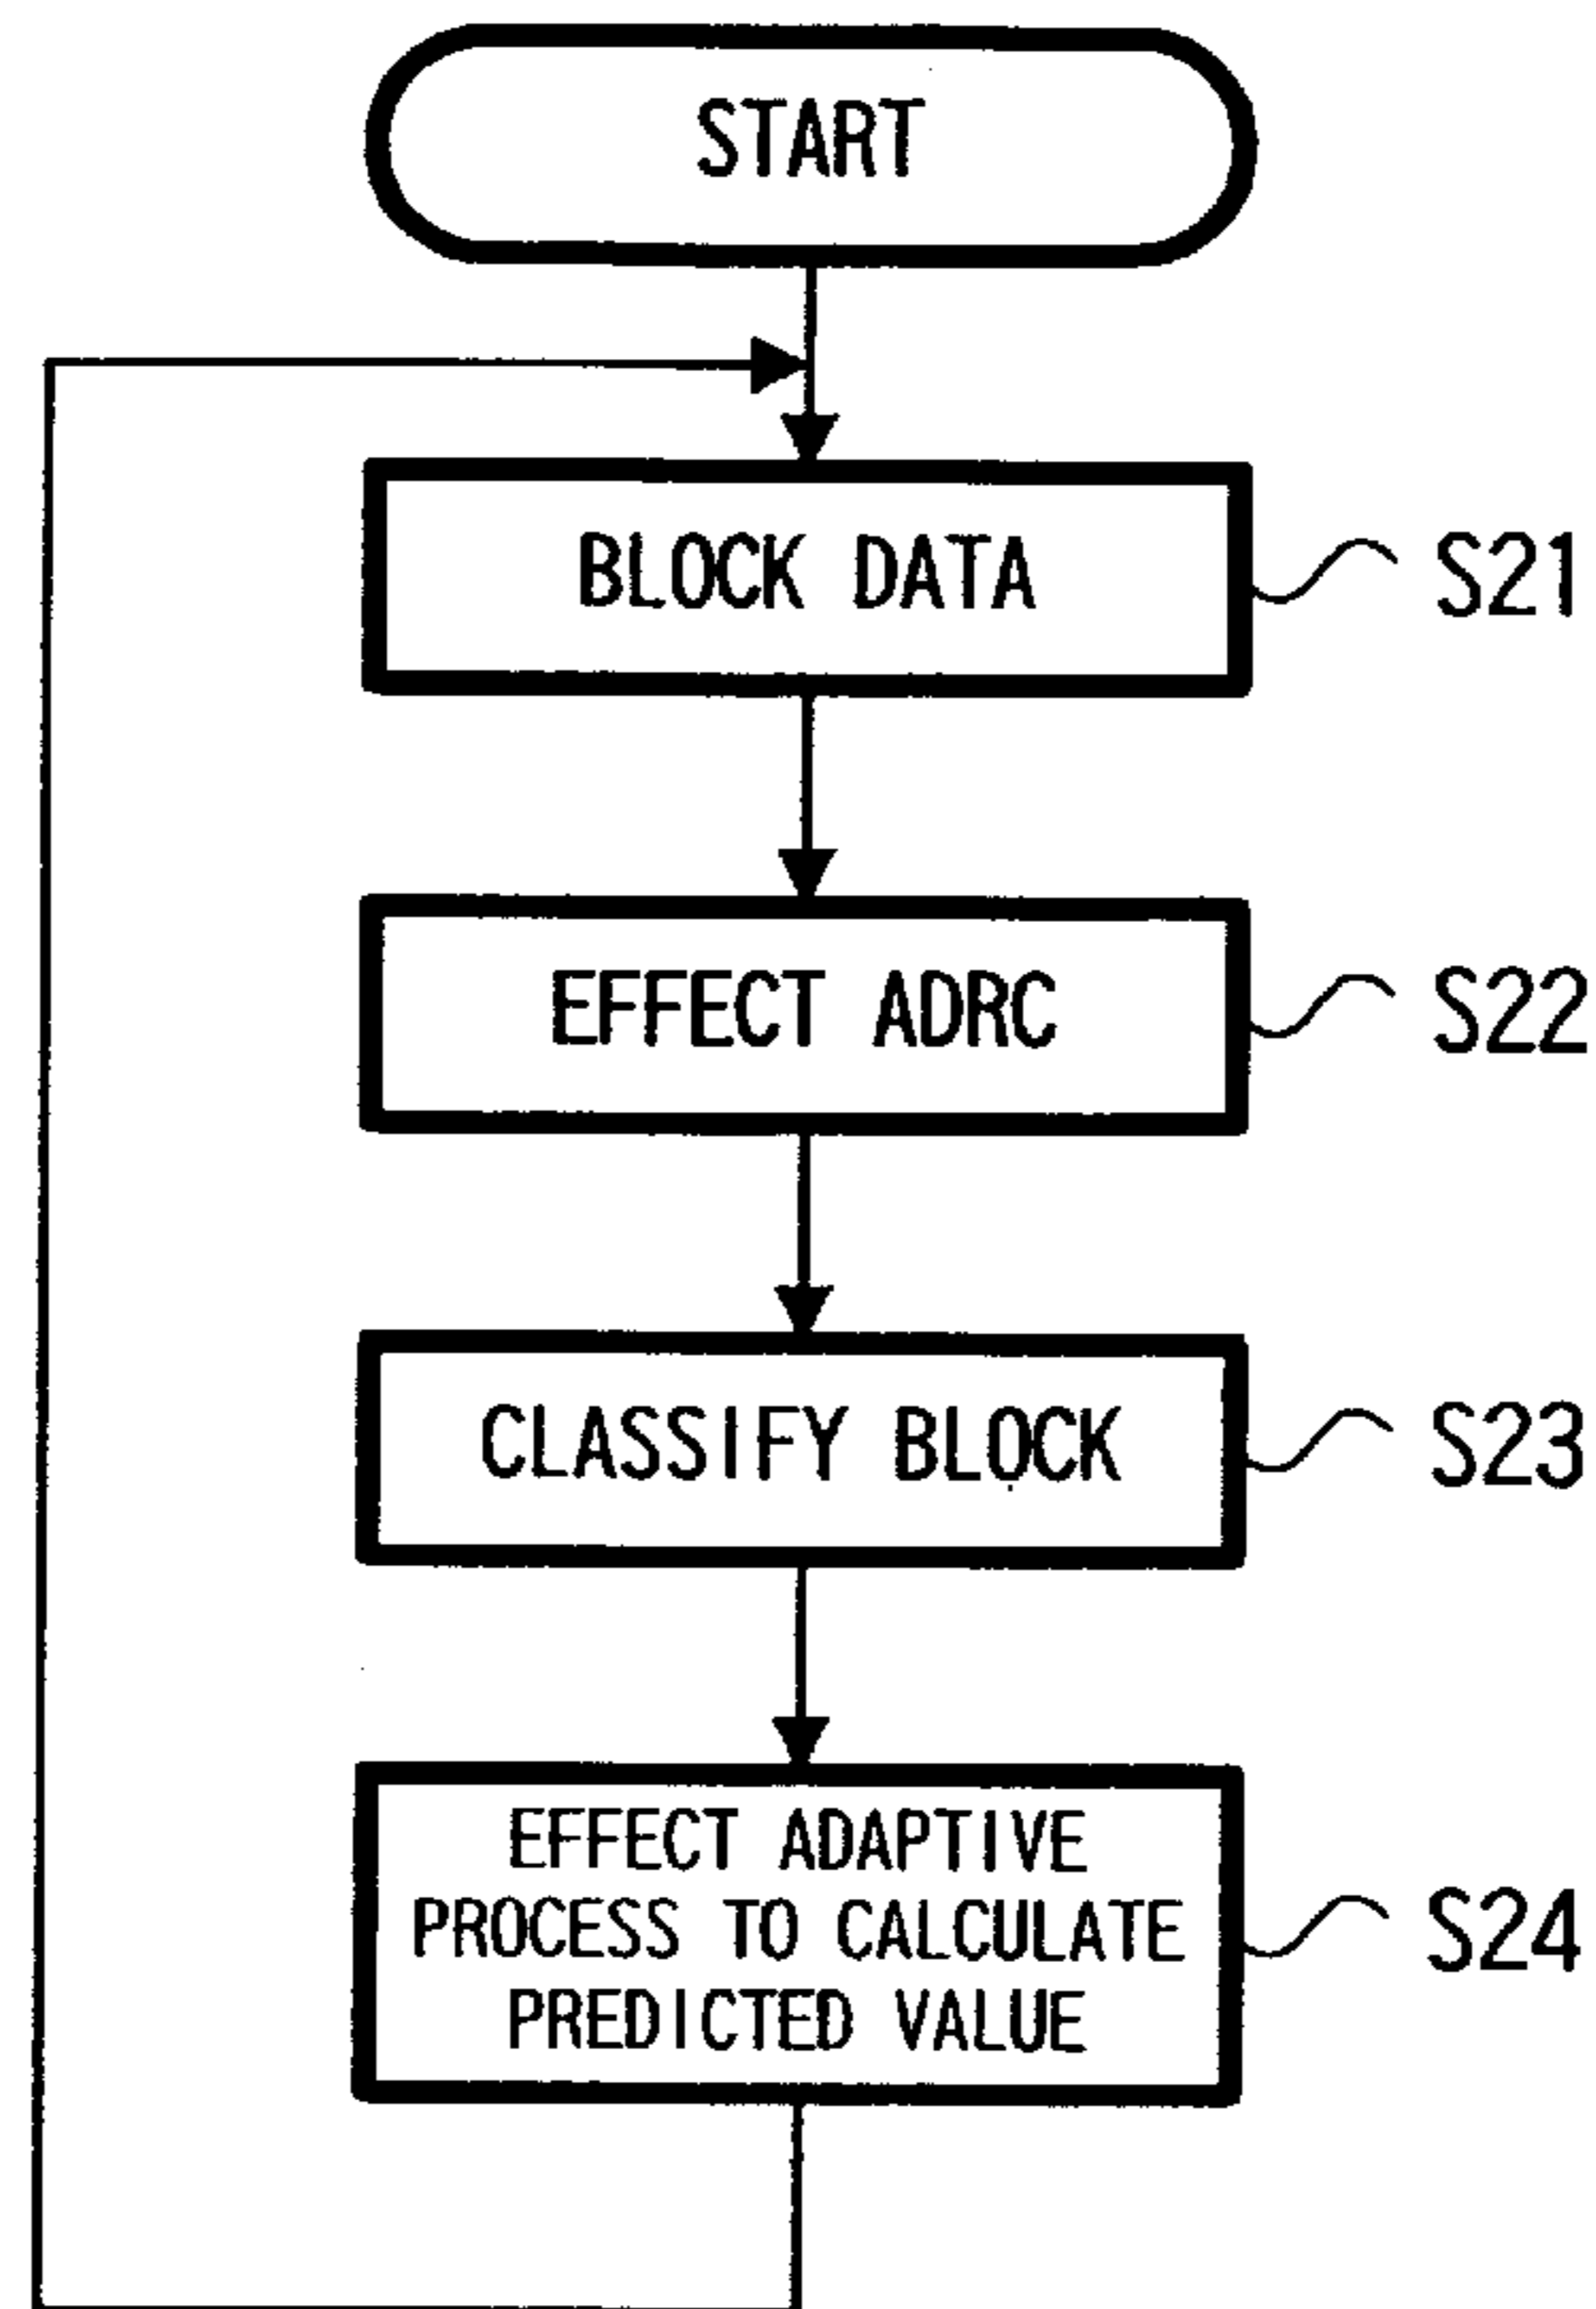 START
BLOCK DATA
S21
EFFECT ADRC
S22
CLASSIFY BLOCK
S23
EFFECT ADAPTIVE
PROCESS TO CALCULATE
PREDICTED VALUE
S24